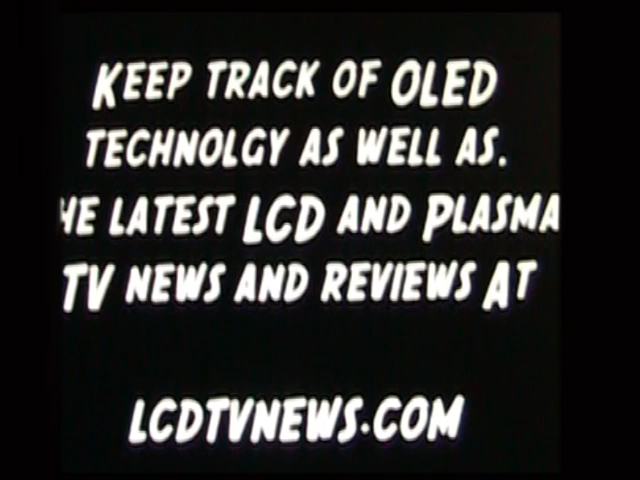 KEEP TRACK OF OLED
TECHNOLGY AS WELL AS.
HE LATEST LCD AND PLASMA
TV NEWS AND REVIEWS AT
LCDTVNEWS.COM